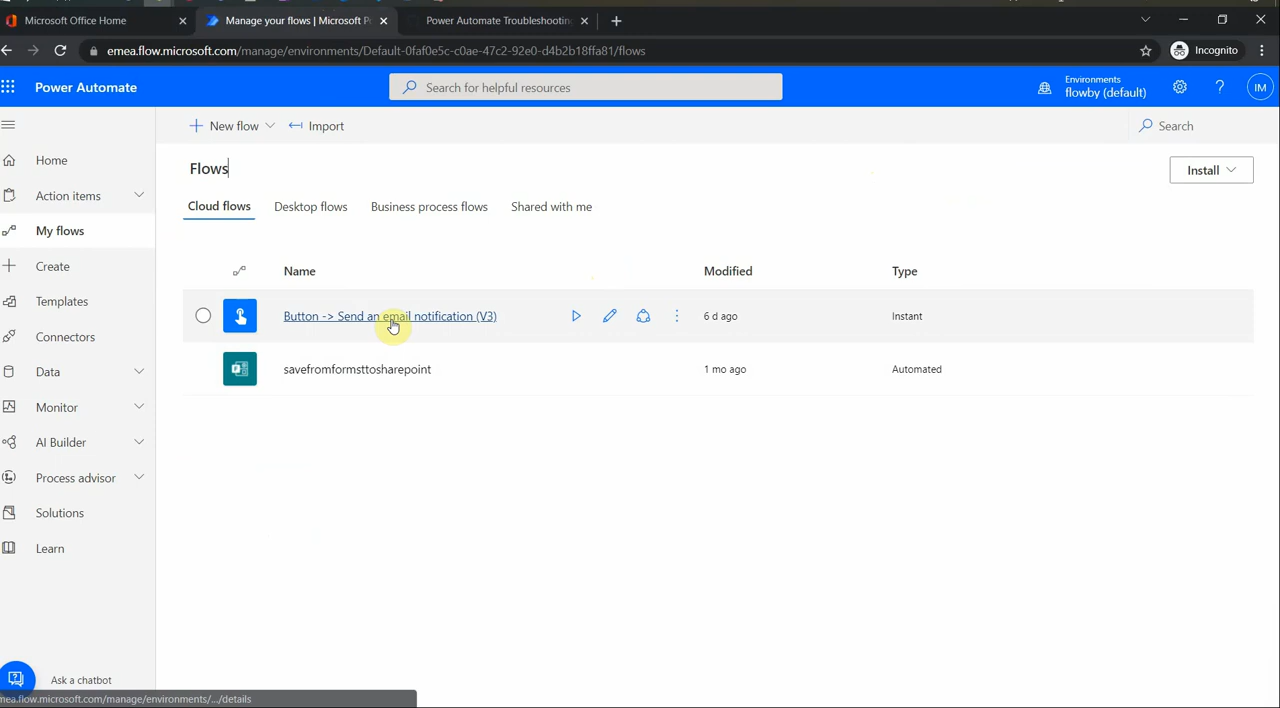 Microsoft Office Home
Manage your flows | Microsoft P
Power Automate Troubleshooting
emea.flow.microsoft.com/manage/environments/Default-0faf0e5c-c0ae-47c2-92e0-d4b2b18ffa81/flows
Incognito
Power Automate
Search for helpful resources
Environments
flowby (default)
IM
New flow
Import
Search
Home
Action items
My flows
Create
Templates
Connectors
Data
Monitor
AI Builder
Process advisor
Solutions
Learn
Ask a chatbot
Flows
Install
Cloud flows
Desktop flows
Business process flows
Shared with me
Name
Modified
Type
Button -> Send an email notification (V3)
6 d ago
Instant
savefromformsttosharepoint
1 mo ago
Automated
mea.flow.microsoft.com/manage/environments/.../details